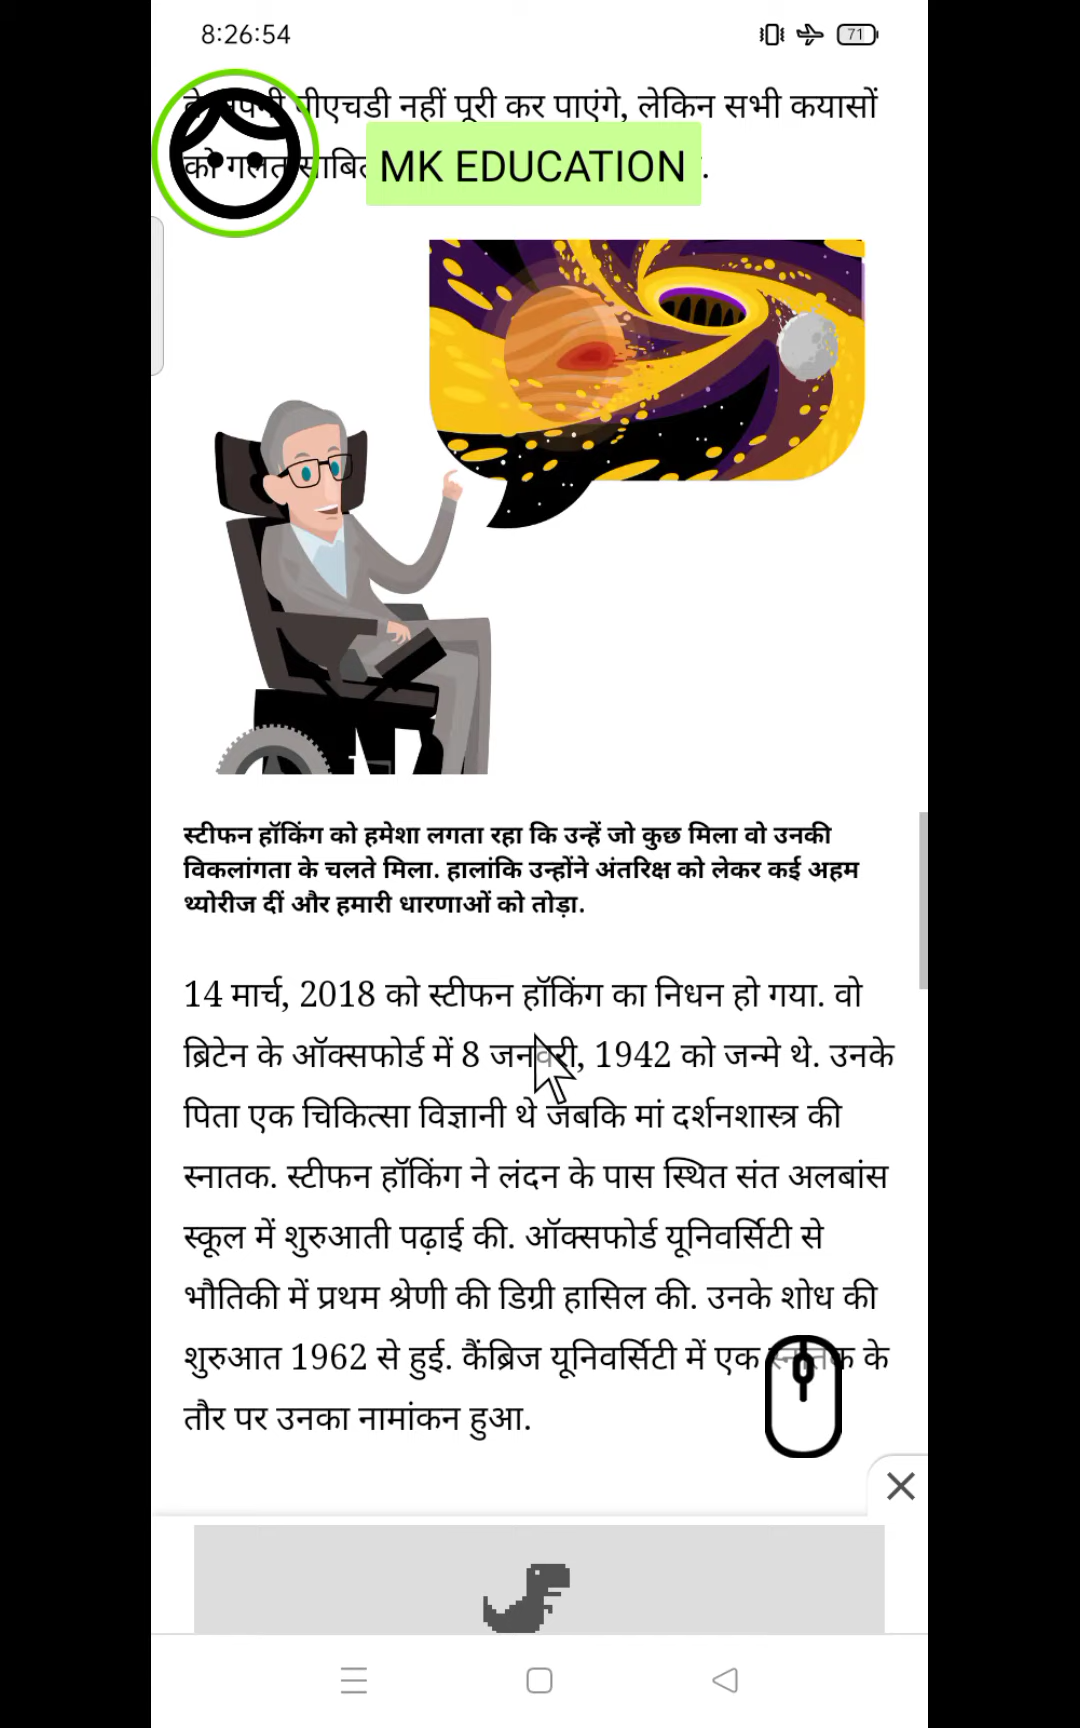 8:26:54
71
पीएचडी नहीं पूरी कर पाएंगे, लेकिन सभी कयासों
को गलत साबित
MK EDUCATION
स्टीफन हॉकिंग को हमेशा लगता रहा कि उन्हें जो कुछ मिला वो उनकी
विकलांगता के चलते मिला. हालांकि उन्होंने अंतरिक्ष को लेकर कई अहम
थ्योरीज दीं और हमारी धारणाओं को तोड़ा.
14 मार्च, 2018 को स्टीफन हॉकिंग का निधन हो गया. वो
ब्रिटेन के ऑक्सफोर्ड में 8 जनवरी, 1942 को जन्मे थे. उनके
पिता एक चिकित्सा विज्ञानी थे जबकि मां दर्शनशास्त्र की
स्नातक. स्टीफन हॉकिंग ने लंदन के पास स्थित संत अलबांस
स्कूल में शुरुआती पढ़ाई की. ऑक्सफोर्ड यूनिवर्सिटी से
भौतिकी में प्रथम श्रेणी की डिग्री हासिल की. उनके शोध की
शुरुआत 1962 से हुई. कैंब्रिज यूनिवर्सिटी में एक स्नातक के
तौर पर उनका नामांकन हुआ.